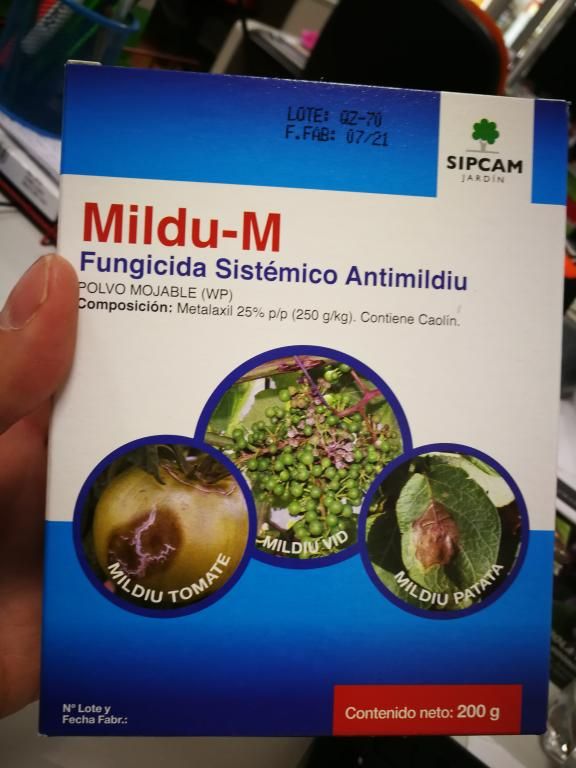 LOTE: QZ-70
F.FAB: 07/21
SIPCAM
JARDÍN
Mildu-M
Fungicida Sistémico Antimildiu
POLVO MOJABLE (WP)
Composición: Metalaxil 25% p/p (250 g/kg). Contiene Caolín.
MILDIU VID
MILDIU TOMATE
MILDIU PATATA
Nº Lote y
Fecha Fabr.:
Contenido neto: 200 g